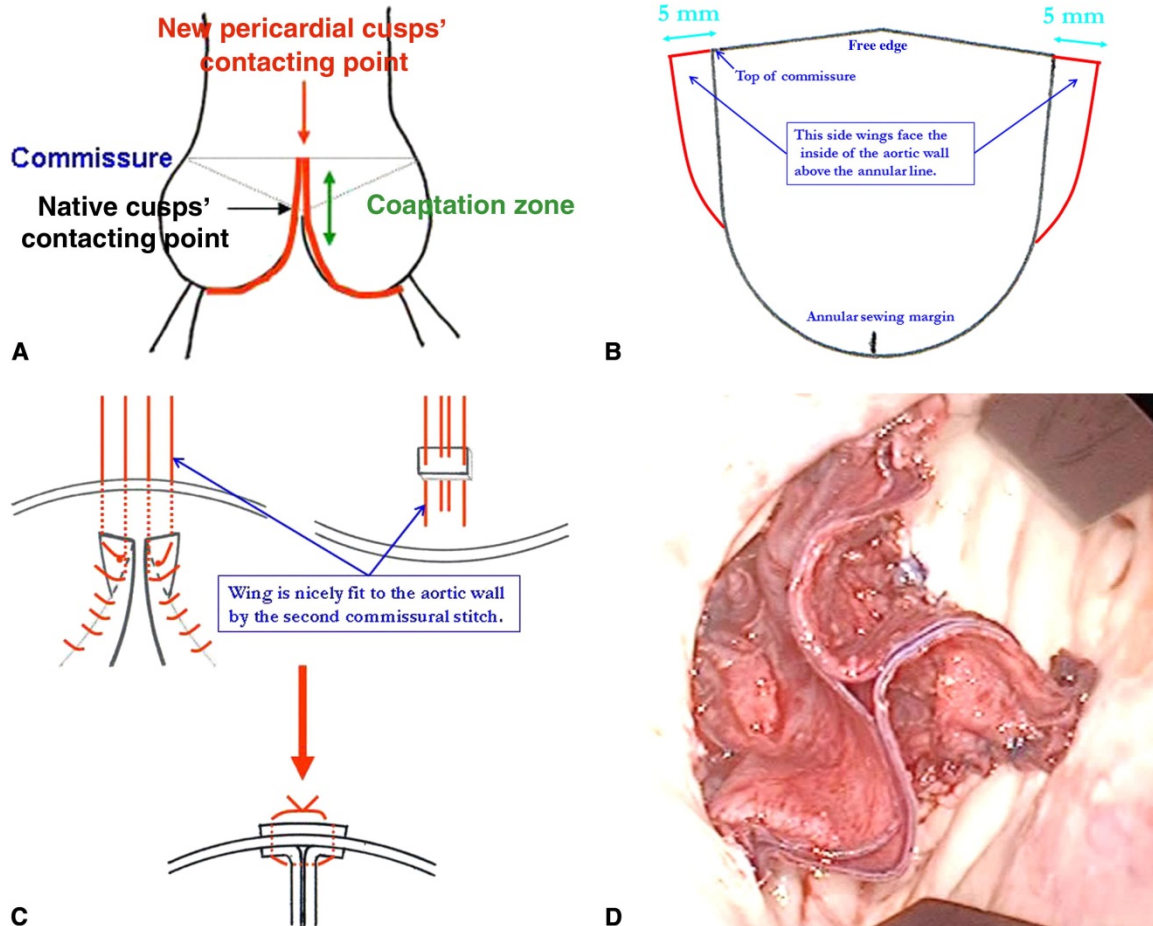 New pericardial cusps'
contacting point
Commissure
Native cusps'
contacting point
Coaptation zone
A
5 mm
5 mm
Free edge
Top of commissure
This side wings face the
inside of the aortic wall
above the annular line.
Annular sewing margin
B
Wing is nicely fit to the aortic wall
by the second commissural stitch.
C
D